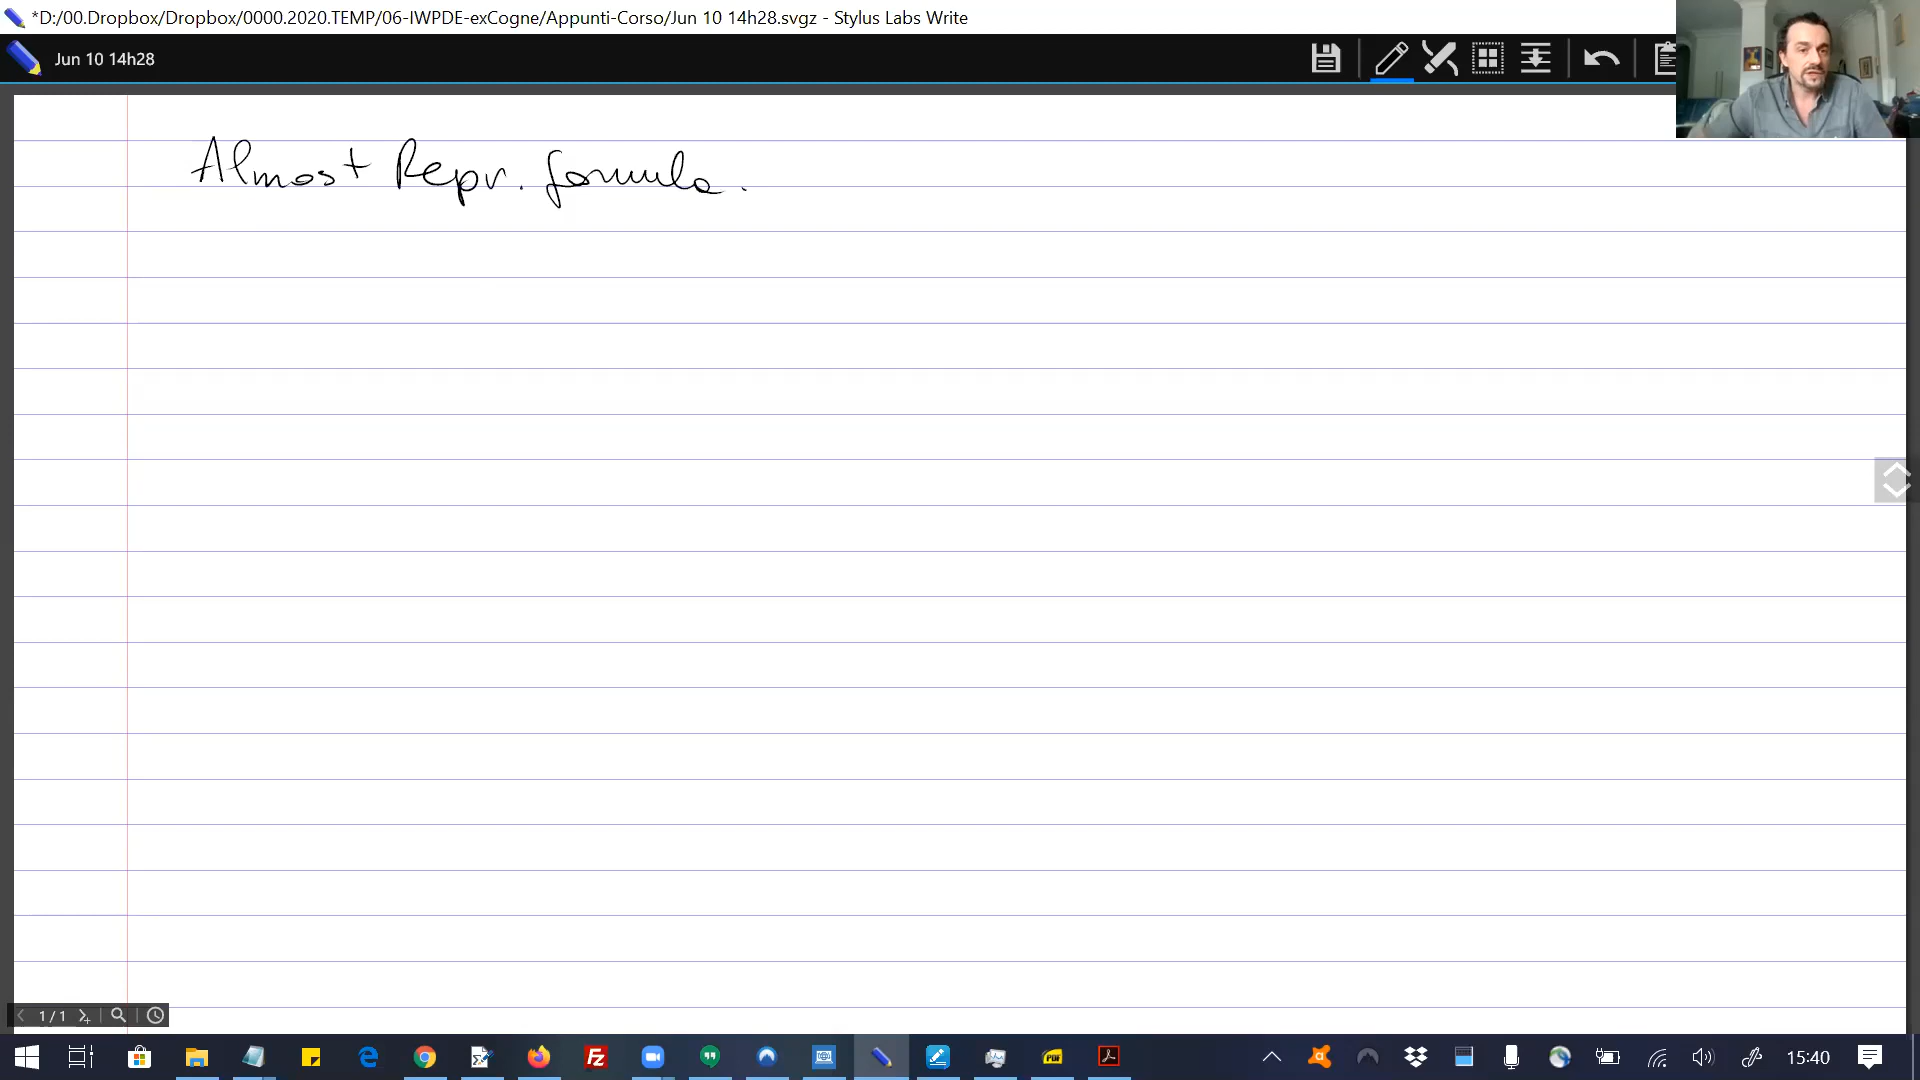 *D:/00.Dropbox/Dropbox/0000.2020.TEMP/06-IWPDE-exCogne/Appunti-Corso/Jun 10 14h28.svgz - Stylus Labs Write
Jun 10 14h28
Almost Repr. formula.
1 / 1
15:40